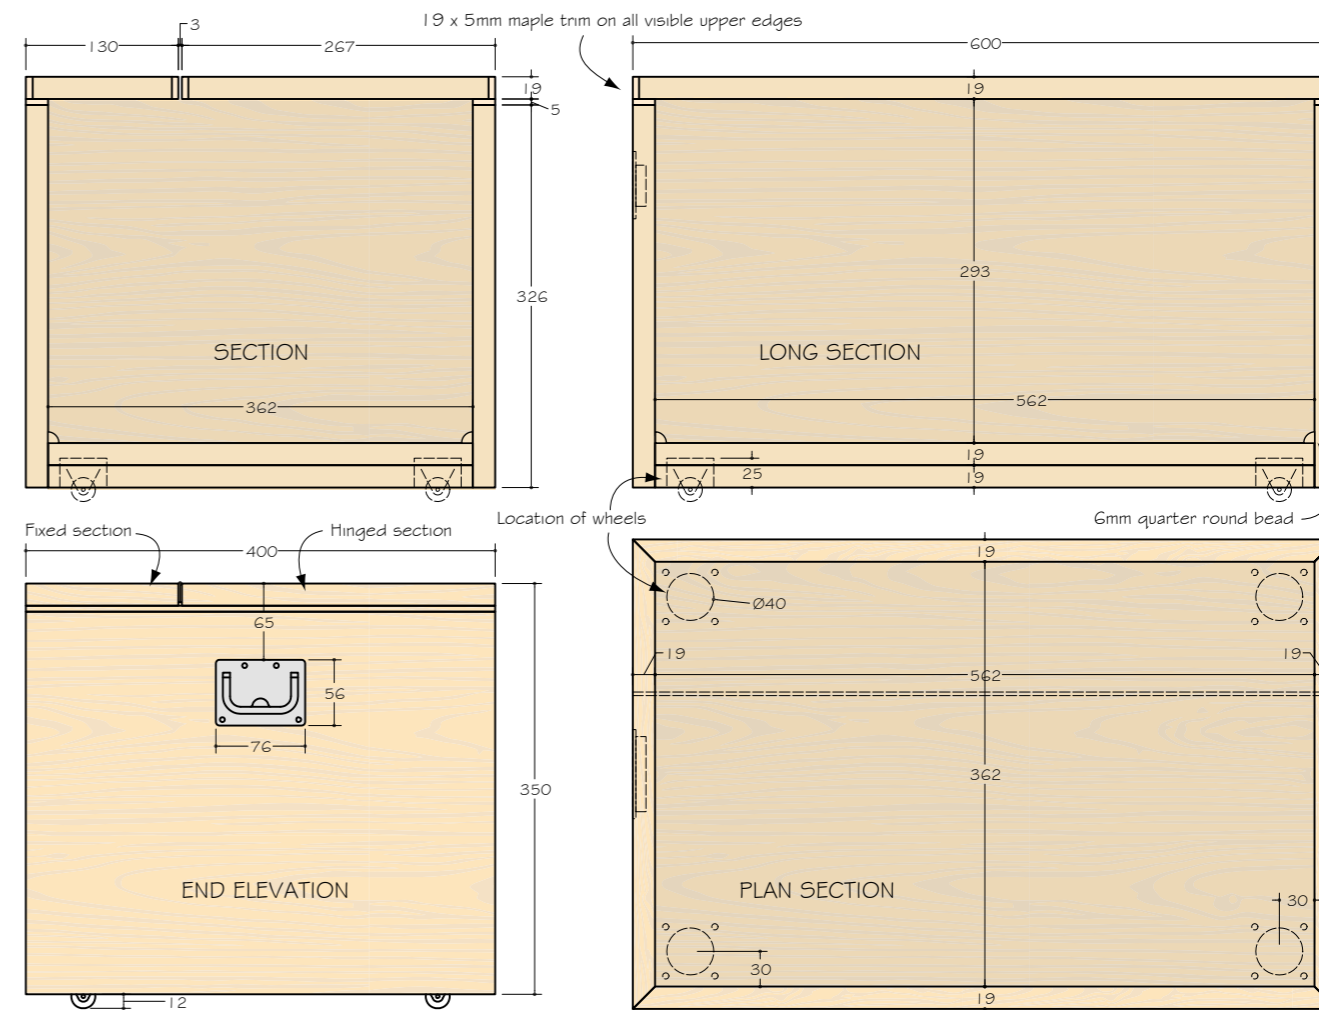 19 x 5mm maple trim on all visible upper edges
3
130
267
600
19
5
19
326
293
SECTION
LONG SECTION
362
562
19
19
25
Location of wheels
6mm quarter round bead
Fixed section
Hinged section
400
65
56
76
350
END ELEVATION
12
19
Ø40
19
19
562
362
PLAN SECTION
30
30
19